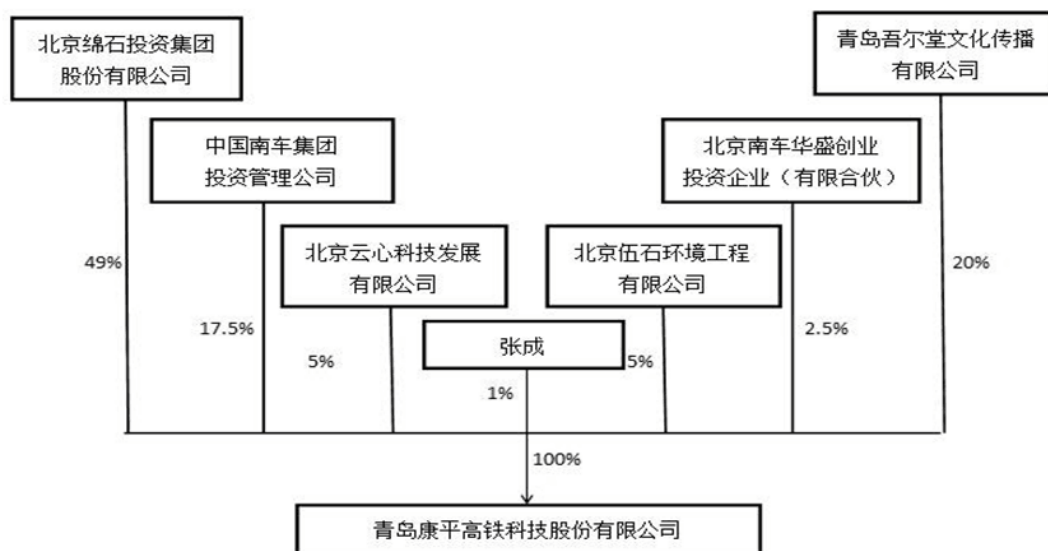 北京绵石投资集团
股份有限公司
青岛吾尔堂文化传播
有限公司
中国南车集团
投资管理公司
北京南车华盛创业
投资企业（有限合伙）
北京云心科技发展
有限公司
北京伍石环境工程
有限公司
49%
20%
17.5%
张成
2.5%
5%
5%
1%
100%
青岛康平高铁科技股份有限公司